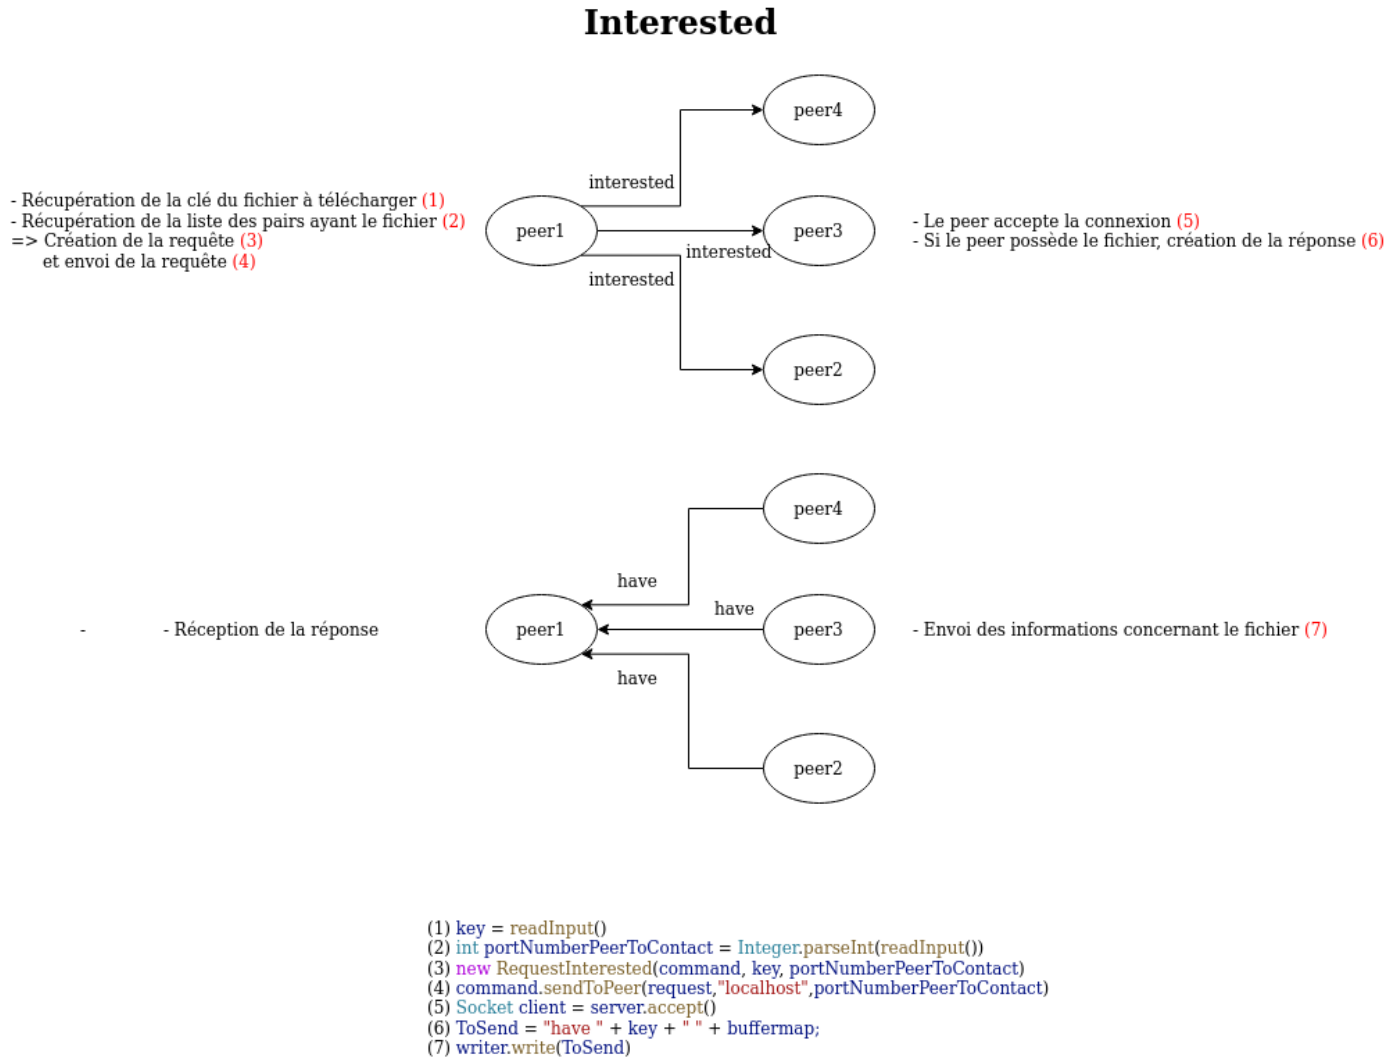 Interested
peer4
interested
- Récupération de la clé du fichier à télécharger (1)
- Récupération de la liste des pairs ayant le fichier (2)
=> Création de la requête (3)
et envoi de la requête (4)
peer1
peer3
- Le peer accepte la connexion (5)
- Si le peer possède le fichier, création de la réponse (6)
interested
interested
peer2
peer4
have
have
-
- Réception de la réponse
peer1
peer3
- Envoi des informations concernant le fichier (7)
have
peer2
(1) key = readInput()
(2) int portNumberPeerToContact = Integer.parseInt(readInput())
(3) new RequestInterested(command, key, portNumberPeerToContact)
(4) command.sendToPeer(request,"localhost",portNumberPeerToContact)
(5) Socket client = server.accept()
(6) ToSend = "have " + key + " " + buffermap;
(7) writer.write(ToSend)